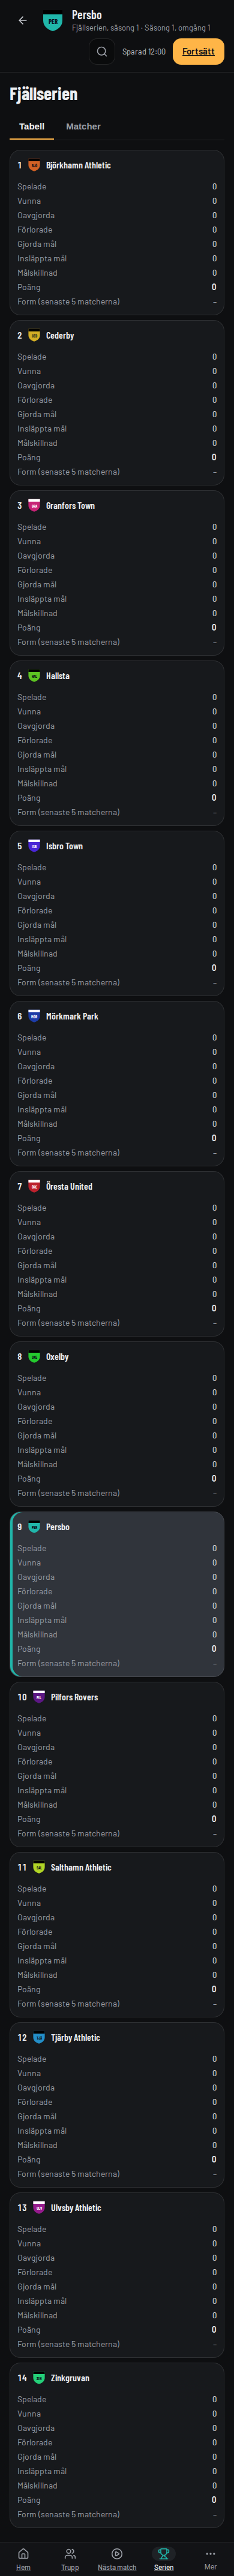 PER Persbo
Fjällserien, säsong 1 · Säsong 1, omgång 1
Sparad 12:00 Fortsätt
Fjällserien
Tabell Matcher
1 Björkhamn Athletic
Spelade 0
Vunna 0
Oavgjorda 0
Förlorade 0
Gjorda mål 0
Insläppta mål 0
Målskillnad 0
Poäng 0
Form (senaste 5 matcherna) –
2 Cederby
Spelade 0
Vunna 0
Oavgjorda 0
Förlorade 0
Gjorda mål 0
Insläppta mål 0
Målskillnad 0
Poäng 0
Form (senaste 5 matcherna) –
3 Granfors Town
Spelade 0
Vunna 0
Oavgjorda 0
Förlorade 0
Gjorda mål 0
Insläppta mål 0
Målskillnad 0
Poäng 0
Form (senaste 5 matcherna) –
4 Hallsta
Spelade 0
Vunna 0
Oavgjorda 0
Förlorade 0
Gjorda mål 0
Insläppta mål 0
Målskillnad 0
Poäng 0
Form (senaste 5 matcherna) –
5 Isbro Town
Spelade 0
Vunna 0
Oavgjorda 0
Förlorade 0
Gjorda mål 0
Insläppta mål 0
Målskillnad 0
Poäng 0
Form (senaste 5 matcherna) –
6 Mörkmark Park
Spelade 0
Vunna 0
Oavgjorda 0
Förlorade 0
Gjorda mål 0
Insläppta mål 0
Målskillnad 0
Poäng 0
Form (senaste 5 matcherna) –
7 Öresta United
Spelade 0
Vunna 0
Oavgjorda 0
Förlorade 0
Gjorda mål 0
Insläppta mål 0
Målskillnad 0
Poäng 0
Form (senaste 5 matcherna) –
8 Oxelby
Spelade 0
Vunna 0
Oavgjorda 0
Förlorade 0
Gjorda mål 0
Insläppta mål 0
Målskillnad 0
Poäng 0
Form (senaste 5 matcherna) –
9 Persbo
Spelade 0
Vunna 0
Oavgjorda 0
Förlorade 0
Gjorda mål 0
Insläppta mål 0
Målskillnad 0
Poäng 0
Form (senaste 5 matcherna) –
10 Pilfors Rovers
Spelade 0
Vunna 0
Oavgjorda 0
Förlorade 0
Gjorda mål 0
Insläppta mål 0
Målskillnad 0
Poäng 0
Form (senaste 5 matcherna) –
11 Salthamn Athletic
Spelade 0
Vunna 0
Oavgjorda 0
Förlorade 0
Gjorda mål 0
Insläppta mål 0
Målskillnad 0
Poäng 0
Form (senaste 5 matcherna) –
12 Tjärby Athletic
Spelade 0
Vunna 0
Oavgjorda 0
Förlorade 0
Gjorda mål 0
Insläppta mål 0
Målskillnad 0
Poäng 0
Form (senaste 5 matcherna) –
13 Ulvsby Athletic
Spelade 0
Vunna 0
Oavgjorda 0
Förlorade 0
Gjorda mål 0
Insläppta mål 0
Målskillnad 0
Poäng 0
Form (senaste 5 matcherna) –
14 Zinkgruvan
Spelade 0
Vunna 0
Oavgjorda 0
Förlorade 0
Gjorda mål 0
Insläppta mål 0
Målskillnad 0
Poäng 0
Form (senaste 5 matcherna) –
Hem Trupp Nästa match Serien Mer